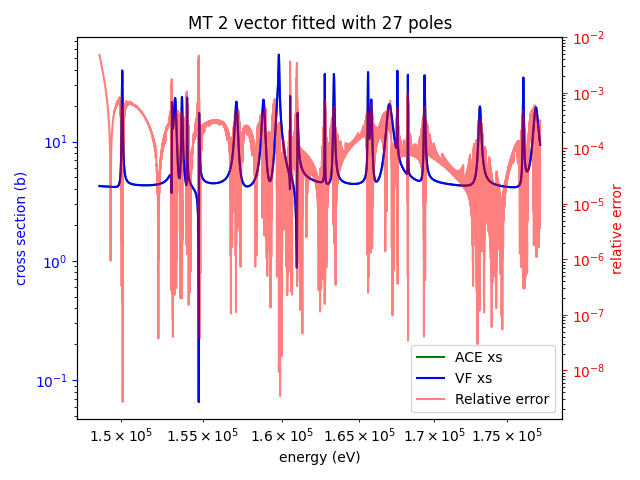 MT 2 vector fitted with 27 poles
cross section (b)
10¹
10⁰
10⁻¹
10⁻²
10⁻³
10⁻⁴
10⁻⁵
10⁻⁶
10⁻⁷
10⁻⁸
relative error
ACE xs
VF xs
Relative error
1.5 × 10⁵ 1.55 × 10⁵ 1.6 × 10⁵ 1.65 × 10⁵ 1.7 × 10⁵ 1.75 × 10⁵
energy (eV)